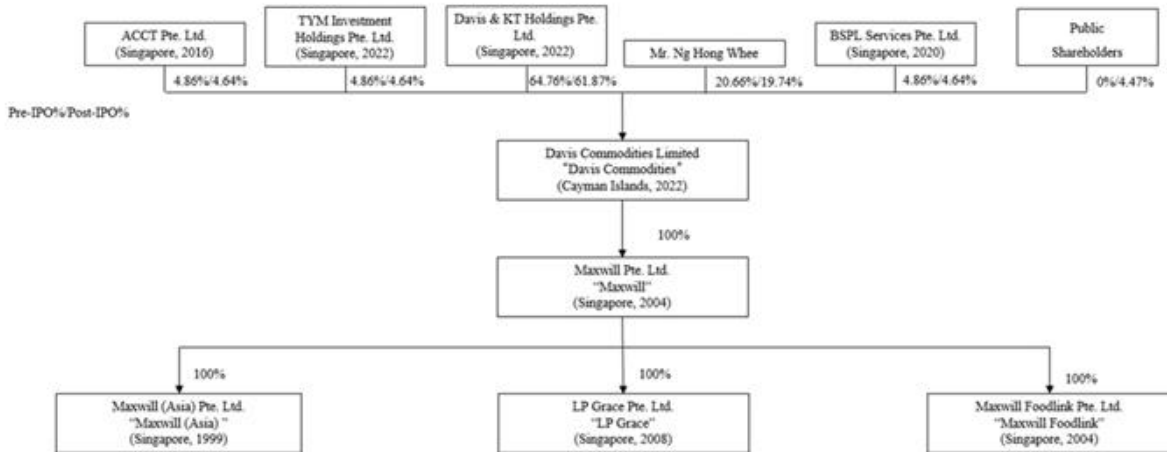 ACCT Pte. Ltd.
(Singapore, 2016)
TYM Investment
Holdings Pte. Ltd.
(Singapore, 2022)
Davis & KT Holdings Pte.
Ltd.
(Singapore, 2022)
Mr. Ng Hong Whee
BSPL Services Pte. Ltd.
(Singapore, 2020)
Public
Shareholders
4.86%/4.64%
4.86%/4.64%
64.76%/61.87%
20.66%/19.74%
4.86%/4.64%
0%/4.47%
Pre-IPO%/Post-IPO%
Davis Commodities Limited
"Davis Commodities"
(Cayman Islands, 2022)
100%
Maxwill Pte. Ltd.
“Maxwill”
(Singapore, 2004)
100%
100%
100%
Maxwill (Asia) Pte. Ltd.
“Maxwill (Asia) ”
(Singapore, 1999)
LP Grace Pte. Ltd.
“LP Grace”
(Singapore, 2008)
Maxwill Foodlink Pte. Ltd.
“Maxwill Foodlink”
(Singapore, 2004)